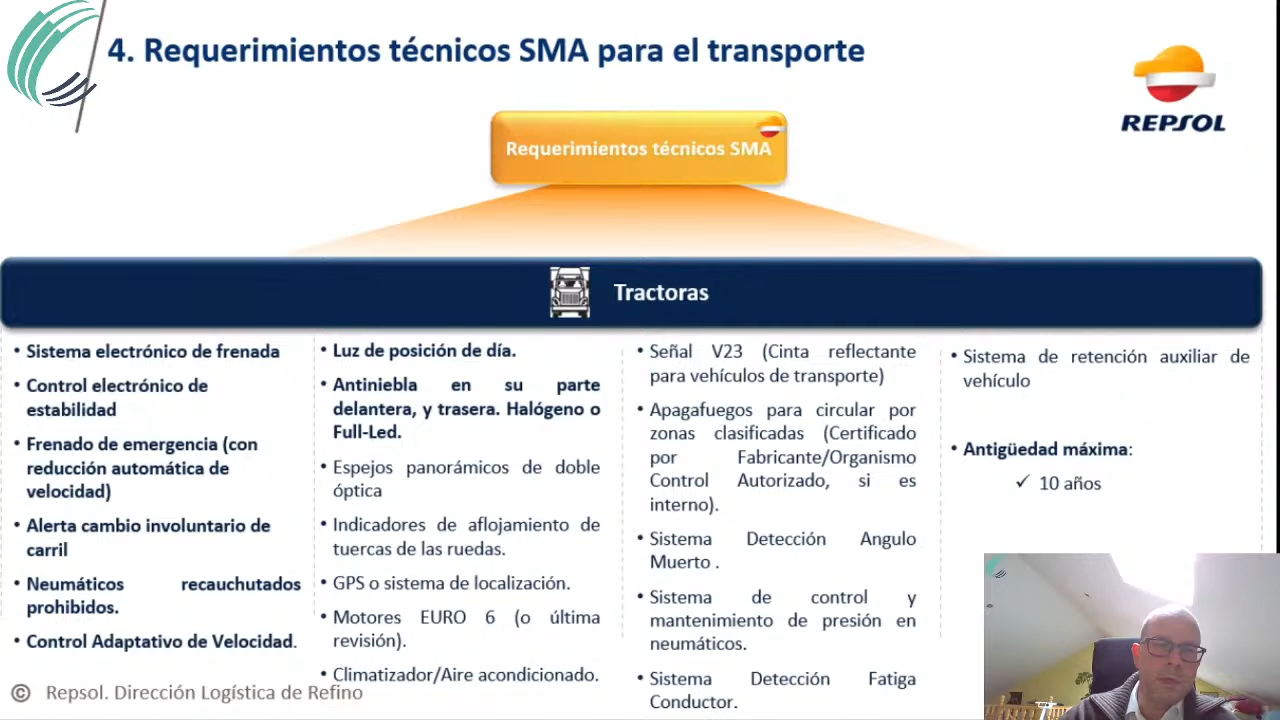 4. Requerimientos técnicos SMA para el transporte
REPSOL
Requerimientos técnicos SMA
Tractoras
• Sistema electrónico de frenada
• Control electrónico de
estabilidad
• Frenado de emergencia (con
reducción automática de
velocidad)
• Alerta cambio involuntario de
carril
• Neumáticos recauchutados
prohibidos.
• Control Adaptativo de Velocidad.
• Luz de posición de día.
• Antiniebla en su parte
delantera, y trasera. Halógeno o
Full-Led.
• Espejos panorámicos de doble
óptica
• Indicadores de aflojamiento de
tuercas de las ruedas.
• GPS o sistema de localización.
• Motores EURO 6 (o última
revisión).
• Climatizador/Aire acondicionado.
• Señal V23 (Cinta reflectante
para vehículos de transporte)
• Apagafuegos para circular por
zonas clasificadas (Certificado
por Fabricante/Organismo
Control Autorizado, si es
interno).
• Sistema Detección Angulo
Muerto .
• Sistema de control y
mantenimiento de presión en
neumáticos.
• Sistema Detección Fatiga
Conductor.
• Sistema de retención auxiliar de
vehículo
• Antigüedad máxima:
✓ 10 años
© Repsol. Dirección Logística de Refino